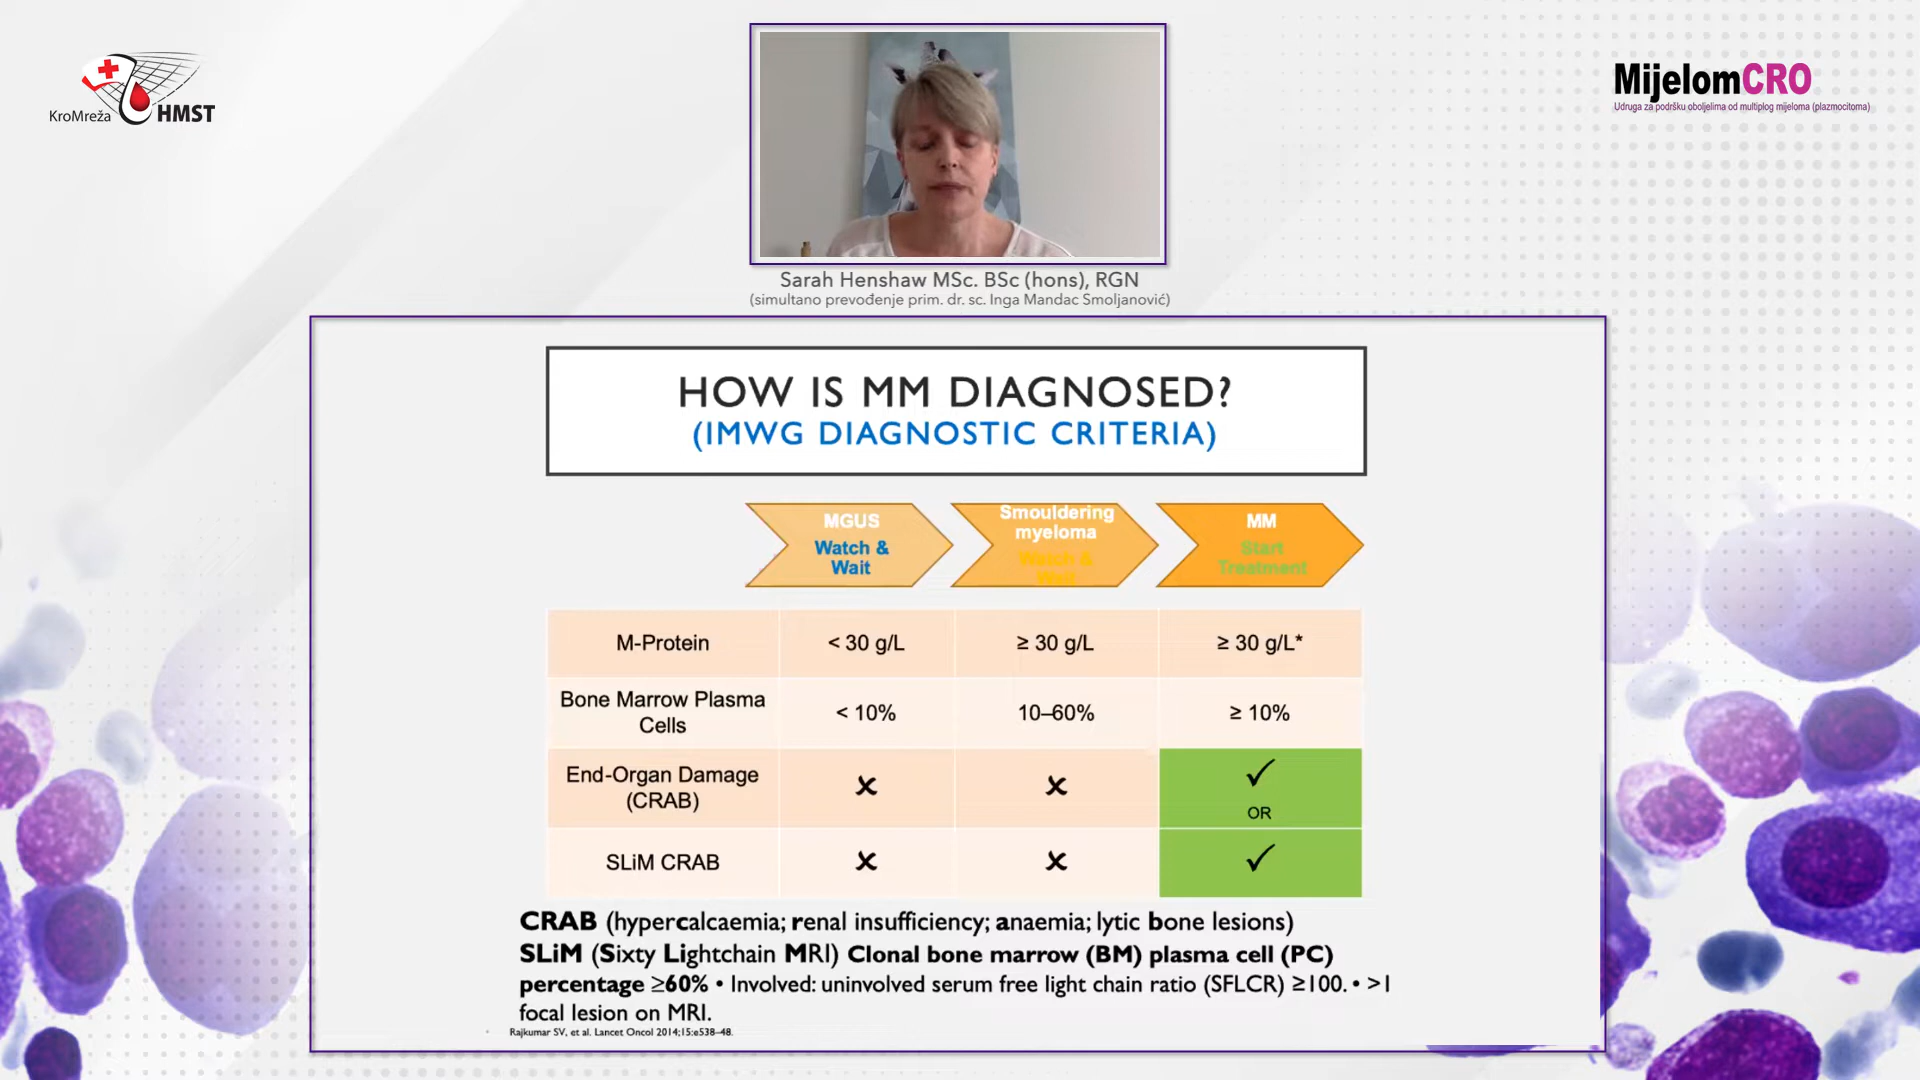 KroMreža HMST
MijelomCRO
Udruga za podršku oboljelima od multiplog mijeloma (plazmocitoma)
Sarah Henshaw MSc. BSc (hons), RGN
(simultano prevođenje prim. dr. sc. Inga Mandac Smoljanović)
HOW IS MM DIAGNOSED?
(IMWG DIAGNOSTIC CRITERIA)
MGUS
Watch &
Wait
Smouldering
myeloma
Watch &
Wait
MM
Start
Treatment
M-Protein < 30 g/L ≥ 30 g/L ≥ 30 g/L*
Bone Marrow Plasma
Cells < 10% 10–60% ≥ 10%
End-Organ Damage
(CRAB) ✗ ✗ ✓
OR
SLiM CRAB ✗ ✗ ✓
CRAB (hypercalcaemia; renal insufficiency; anaemia; lytic bone lesions)
SLiM (Sixty Lightchain MRI) Clonal bone marrow (BM) plasma cell (PC)
percentage ≥60% • Involved: uninvolved serum free light chain ratio (SFLCR) ≥100. • >1
focal lesion on MRI.
• Rajkumar SV, et al. Lancet Oncol 2014;15:e538–48.